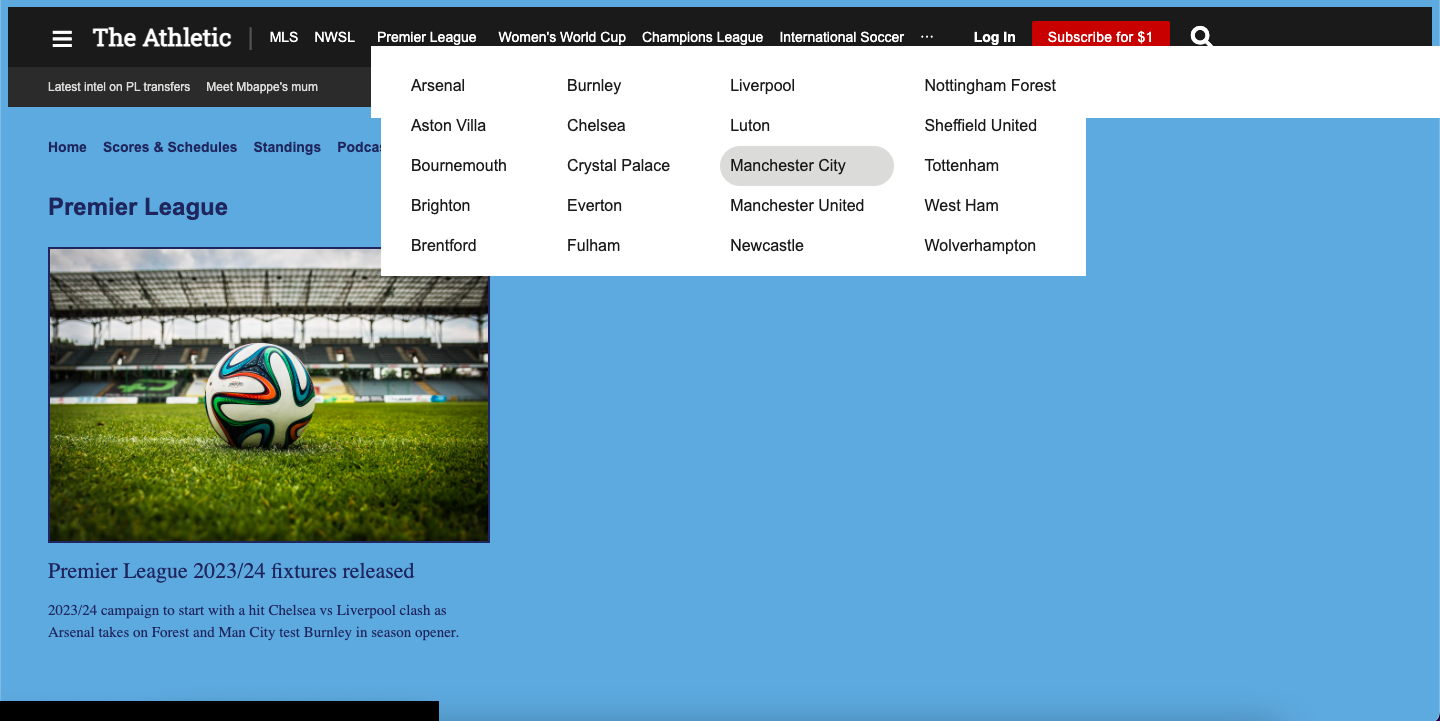 The Athletic | MLS NWSL Premier League Women's World Cup Champions League International Soccer ... Log In Subscribe for $1
Latest intel on PL transfers Meet Mbappe's mum
Arsenal Burnley Liverpool Nottingham Forest
Aston Villa Chelsea Luton Sheffield United
Bournemouth Crystal Palace Manchester City Tottenham
Brighton Everton Manchester United West Ham
Brentford Fulham Newcastle Wolverhampton
Home Scores & Schedules Standings
Premier League
Premier League 2023/24 fixtures released
2023/24 campaign to start with a hit Chelsea vs Liverpool clash as
Arsenal takes on Forest and Man City test Burnley in season opener.